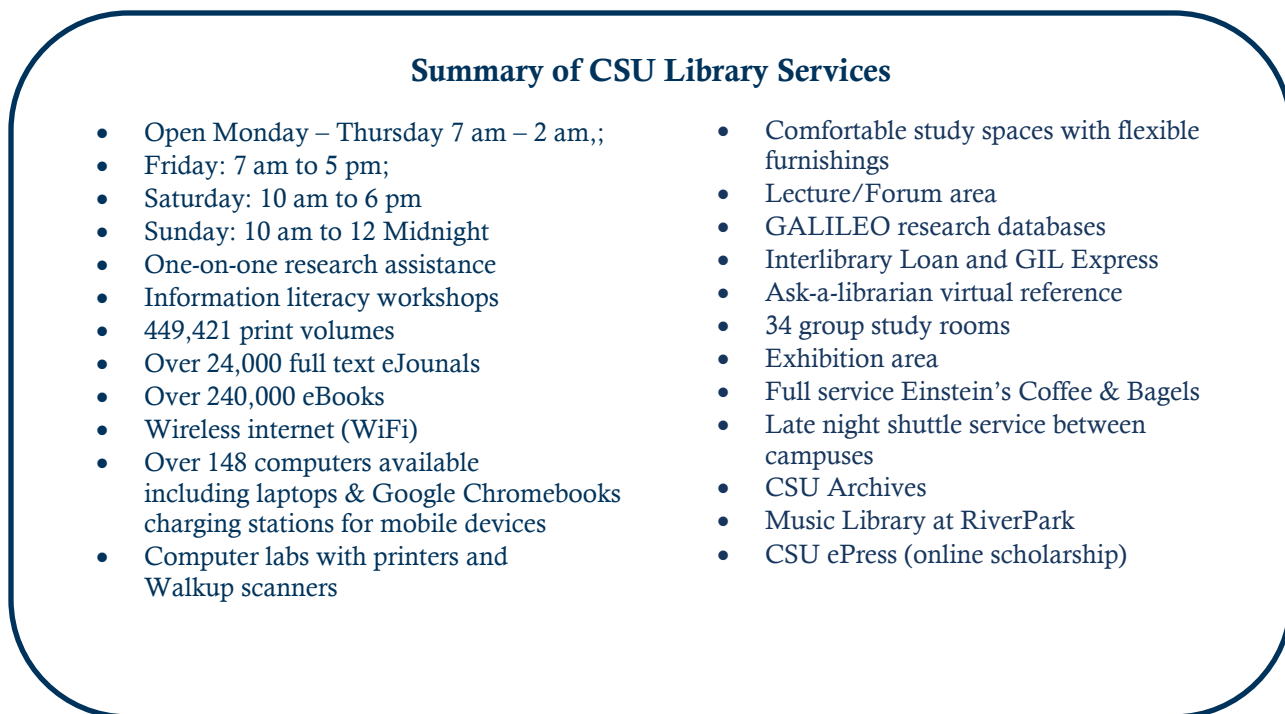 Summary of CSU Library Services
• Open Monday – Thursday 7 am – 2 am,;
• Friday: 7 am to 5 pm;
• Saturday: 10 am to 6 pm
• Sunday: 10 am to 12 Midnight
• One-on-one research assistance
• Information literacy workshops
• 449,421 print volumes
• Over 24,000 full text eJounals
• Over 240,000 eBooks
• Wireless internet (WiFi)
• Over 148 computers available
including laptops & Google Chromebooks
charging stations for mobile devices
• Computer labs with printers and
Walkup scanners
• Comfortable study spaces with flexible
furnishings
• Lecture/Forum area
• GALILEO research databases
• Interlibrary Loan and GIL Express
• Ask-a-librarian virtual reference
• 34 group study rooms
• Exhibition area
• Full service Einstein’s Coffee & Bagels
• Late night shuttle service between
campuses
• CSU Archives
• Music Library at RiverPark
• CSU ePress (online scholarship)